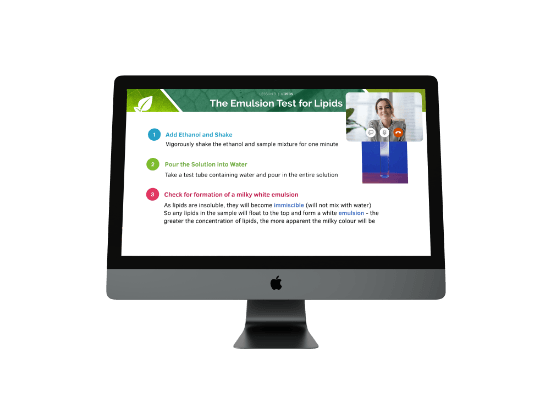 The Emulsion Test for Lipids
1 Add Ethanol and Shake
Vigorously shake the ethanol and sample mixture for one minute
2 Pour the Solution into Water
Take a test tube containing water and pour in the entire solution
3 Check for formation of a milky white emulsion
As lipids are insoluble, they will become immiscible (will not mix with water)
So any lipids in the sample will float to the top and form a white emulsion - the
greater the concentration of lipids, the more apparent the milky colour will be